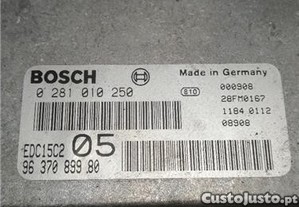 BOSCH
Made in Germany
0 281 010 250
STD
000908
28FM0167
1184.0112
08908
EDC15C2 05
96 370 899 80
CustoJusto.pt